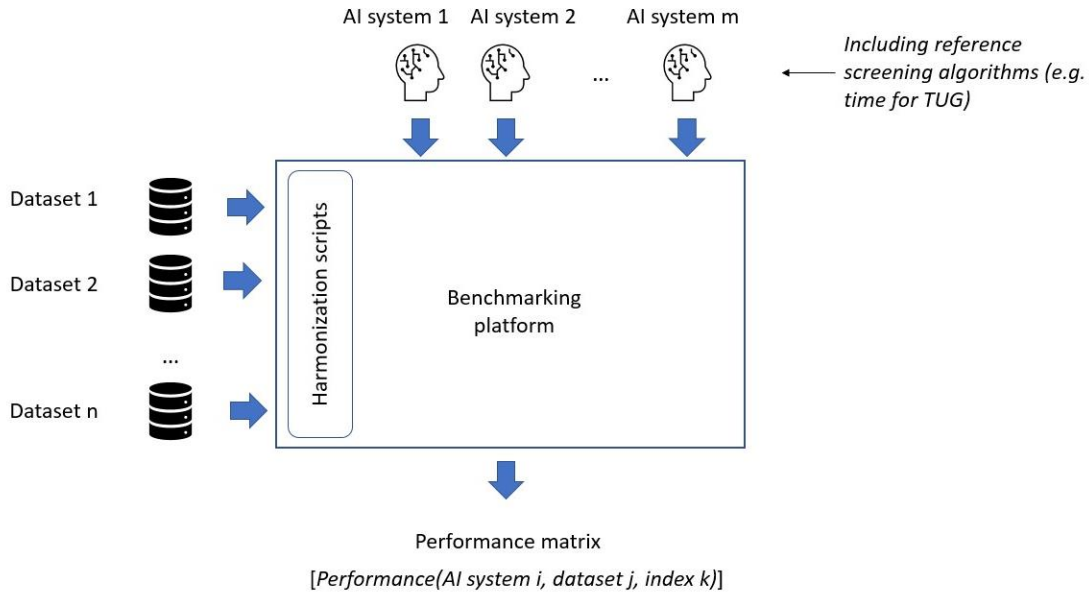 AI system 1 AI system 2 AI system m
...
Including reference
screening algorithms (e.g.
time for TUG)
Dataset 1
Dataset 2
...
Dataset n
Harmonization scripts
Benchmarking
platform
Performance matrix
[Performance(AI system i, dataset j, index k)]